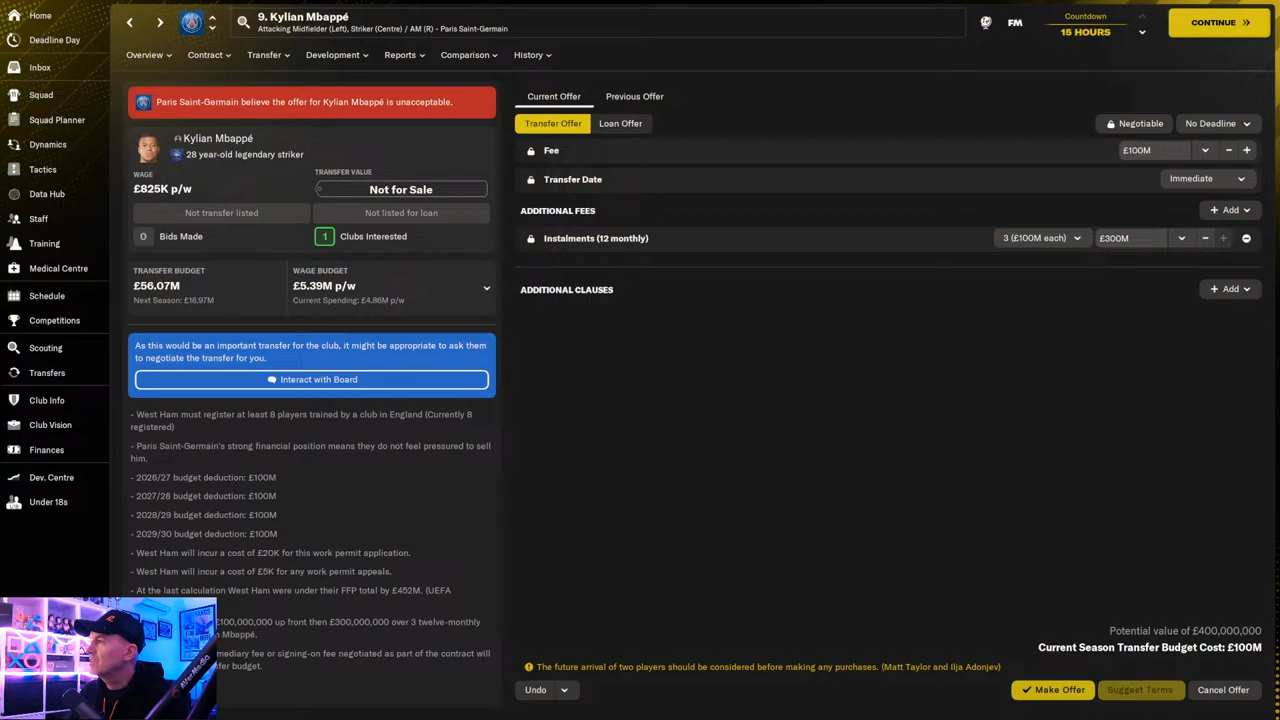 Home
Deadline Day
Inbox
Squad
Squad Planner
Dynamics
Tactics
Data Hub
Staff
Training
Medical Centre
Schedule
Competitions
Scouting
Transfers
Club Info
Club Vision
Finances
Dev. Centre
Under 18s
9. Kylian Mbappé
Attacking Midfielder (Left), Striker (Centre) / AM (R) - Paris Saint-Germain
FM
Countdown
15 HOURS
CONTINUE
Overview
Contract
Transfer
Development
Reports
Comparison
History
Paris Saint-Germain believe the offer for Kylian Mbappé is unacceptable.
Kylian Mbappé
28 year-old legendary striker
WAGE
£825K p/w
TRANSFER VALUE
Not for Sale
Not transfer listed
Not listed for loan
0 Bids Made
1 Clubs Interested
TRANSFER BUDGET
£56.07M
Next Season: £16.97M
WAGE BUDGET
£5.39M p/w
Current Spending: £4.86M p/w
As this would be an important transfer for the club, it might be appropriate to ask them
to negotiate the transfer for you.
Interact with Board
- West Ham must register at least 8 players trained by a club in England (Currently 8
registered)
- Paris Saint-Germain's strong financial position means they do not feel pressured to sell
him.
- 2026/27 budget deduction: £100M
- 2027/28 budget deduction: £100M
- 2028/29 budget deduction: £100M
- 2029/30 budget deduction: £100M
- West Ham will incur a cost of £20K for this work permit application.
- West Ham will incur a cost of £5K for any work permit appeals.
- At the last calculation West Ham were under their FFP total by £452M. (UEFA
£100,000,000 up front then £300,000,000 over 3 twelve-monthly
Mbappé.
mediary fee or signing-on fee negotiated as part of the contract will
fer budget.
Current Offer
Previous Offer
Transfer Offer
Loan Offer
Negotiable
No Deadline
Fee
£100M
Transfer Date
Immediate
ADDITIONAL FEES
Add
Instalments (12 monthly)
3 (£100M each)
£300M
ADDITIONAL CLAUSES
Add
Potential value of £400,000,000
Current Season Transfer Budget Cost: £100M
The future arrival of two players should be considered before making any purchases. (Matt Taylor and Ilja Adonjev)
Undo
Make Offer
Suggest Terms
Cancel Offer